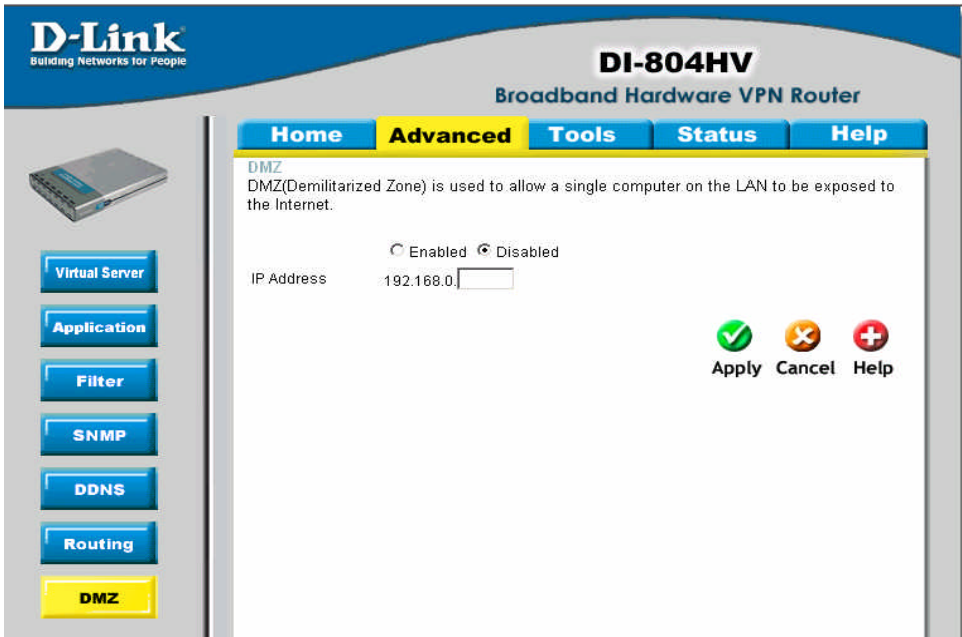 D-Link
Building Networks for People
DI-804HV
Broadband Hardware VPN Router
Home
Advanced
Tools
Status
Help
DMZ
DMZ(Demilitarized Zone) is used to allow a single computer on the LAN to be exposed to
the Internet.
Enabled Disabled
IP Address 192.168.0.
Apply Cancel Help
Virtual Server
Application
Filter
SNMP
DDNS
Routing
DMZ